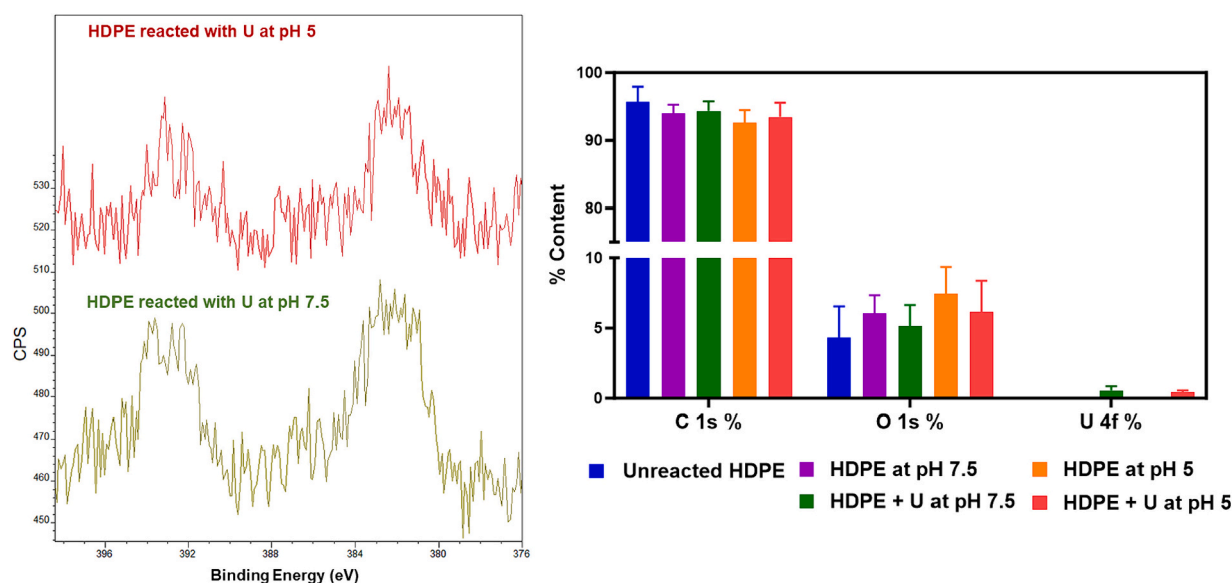 HDPE reacted with U at pH 5
530
520
510
HDPE reacted with U at pH 7.5
500
490
480
470
460
450
CPS
396
392
388
384
380
376
Binding Energy (eV)
100
90
80
10
5
0
% Content
C 1s %
O 1s %
U 4f %
Unreacted HDPE
HDPE at pH 7.5
HDPE at pH 5
HDPE + U at pH 7.5
HDPE + U at pH 5